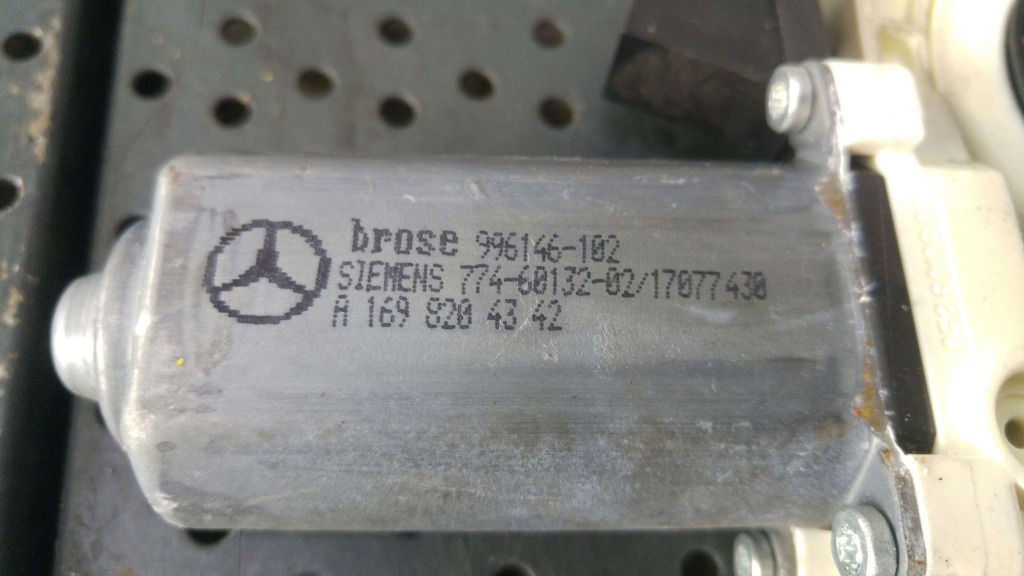 brose 996146-102
SIEMENS 774-60132-02/17077430
A 169 820 43 42